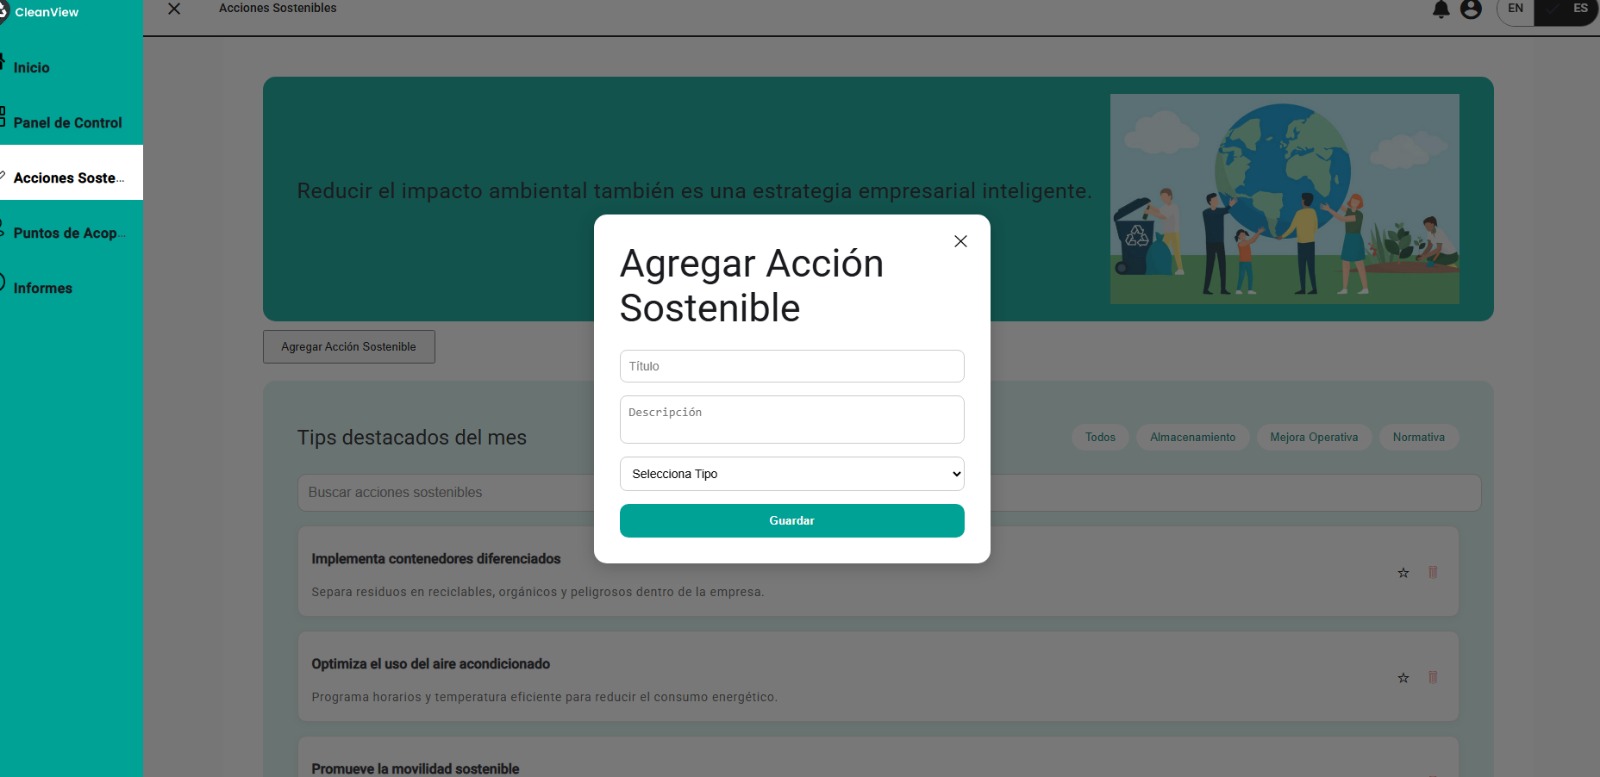 CleanView
Acciones Sostenibles
EN
ES
Inicio
Panel de Control
Acciones Soste...
Puntos de Acop...
Informes
Reducir el impacto ambiental también es una estrategia empresarial inteligente.
Agregar Acción Sostenible
Agregar Acción
Sostenible
Título
Descripción
Selecciona Tipo
Guardar
Tips destacados del mes
Todos
Almacenamiento
Mejora Operativa
Normativa
Buscar acciones sostenibles
Implementa contenedores diferenciados
Separa residuos en reciclables, orgánicos y peligrosos dentro de la empresa.
Optimiza el uso del aire acondicionado
Programa horarios y temperatura eficiente para reducir el consumo energético.
Promueve la movilidad sostenible